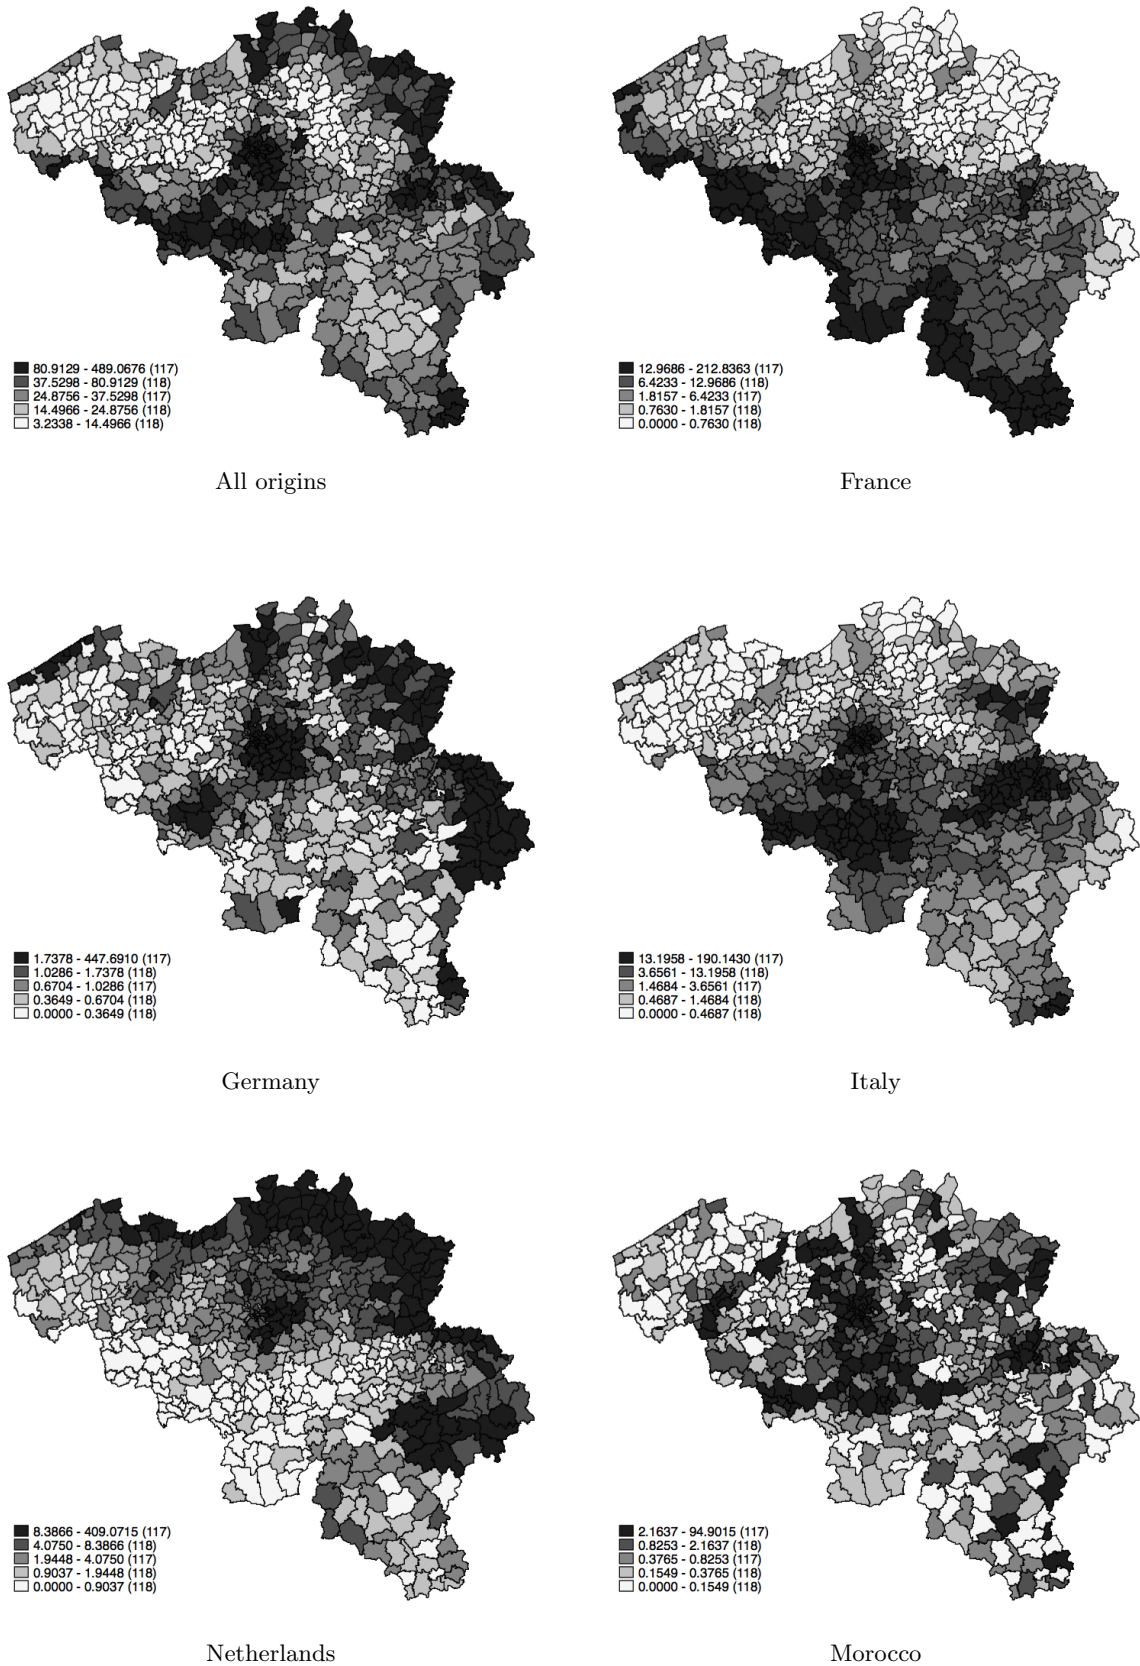 80.9129 - 489.0676 (117)
37.5298 - 80.9129 (118)
24.8756 - 37.5298 (117)
14.4966 - 24.8756 (118)
3.2338 - 14.4966 (118)
All origins
12.9686 - 212.8363 (117)
6.4233 - 12.9686 (118)
1.8157 - 6.4233 (117)
0.7630 - 1.8157 (118)
0.0000 - 0.7630 (118)
France
1.7378 - 447.6910 (117)
1.0286 - 1.7378 (118)
0.6704 - 1.0286 (117)
0.3649 - 0.6704 (118)
0.0000 - 0.3649 (118)
Germany
13.1958 - 190.1430 (117)
3.6561 - 13.1958 (118)
1.4684 - 3.6561 (117)
0.4687 - 1.4684 (118)
0.0000 - 0.4687 (118)
Italy
8.3866 - 409.0715 (117)
4.0750 - 8.3866 (118)
1.9448 - 4.0750 (117)
0.9037 - 1.9448 (118)
0.0000 - 0.9037 (118)
Netherlands
2.1637 - 94.9015 (117)
0.8253 - 2.1637 (118)
0.3765 - 0.8253 (117)
0.1549 - 0.3765 (118)
0.0000 - 0.1549 (118)
Morocco